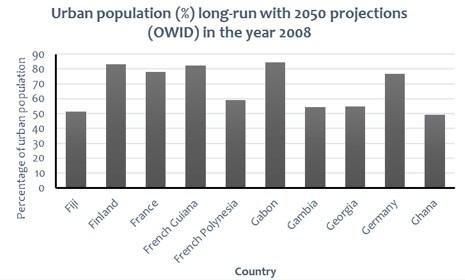 Urban population (%) long-run with 2050 projections
(OWID) in the year 2008
Percentage of urban population
90
80
70
60
50
40
30
20
10
0
Fiji
Finland
France
French Guiana
French Polynesia
Gabon
Gambia
Georgia
Germany
Ghana
Country